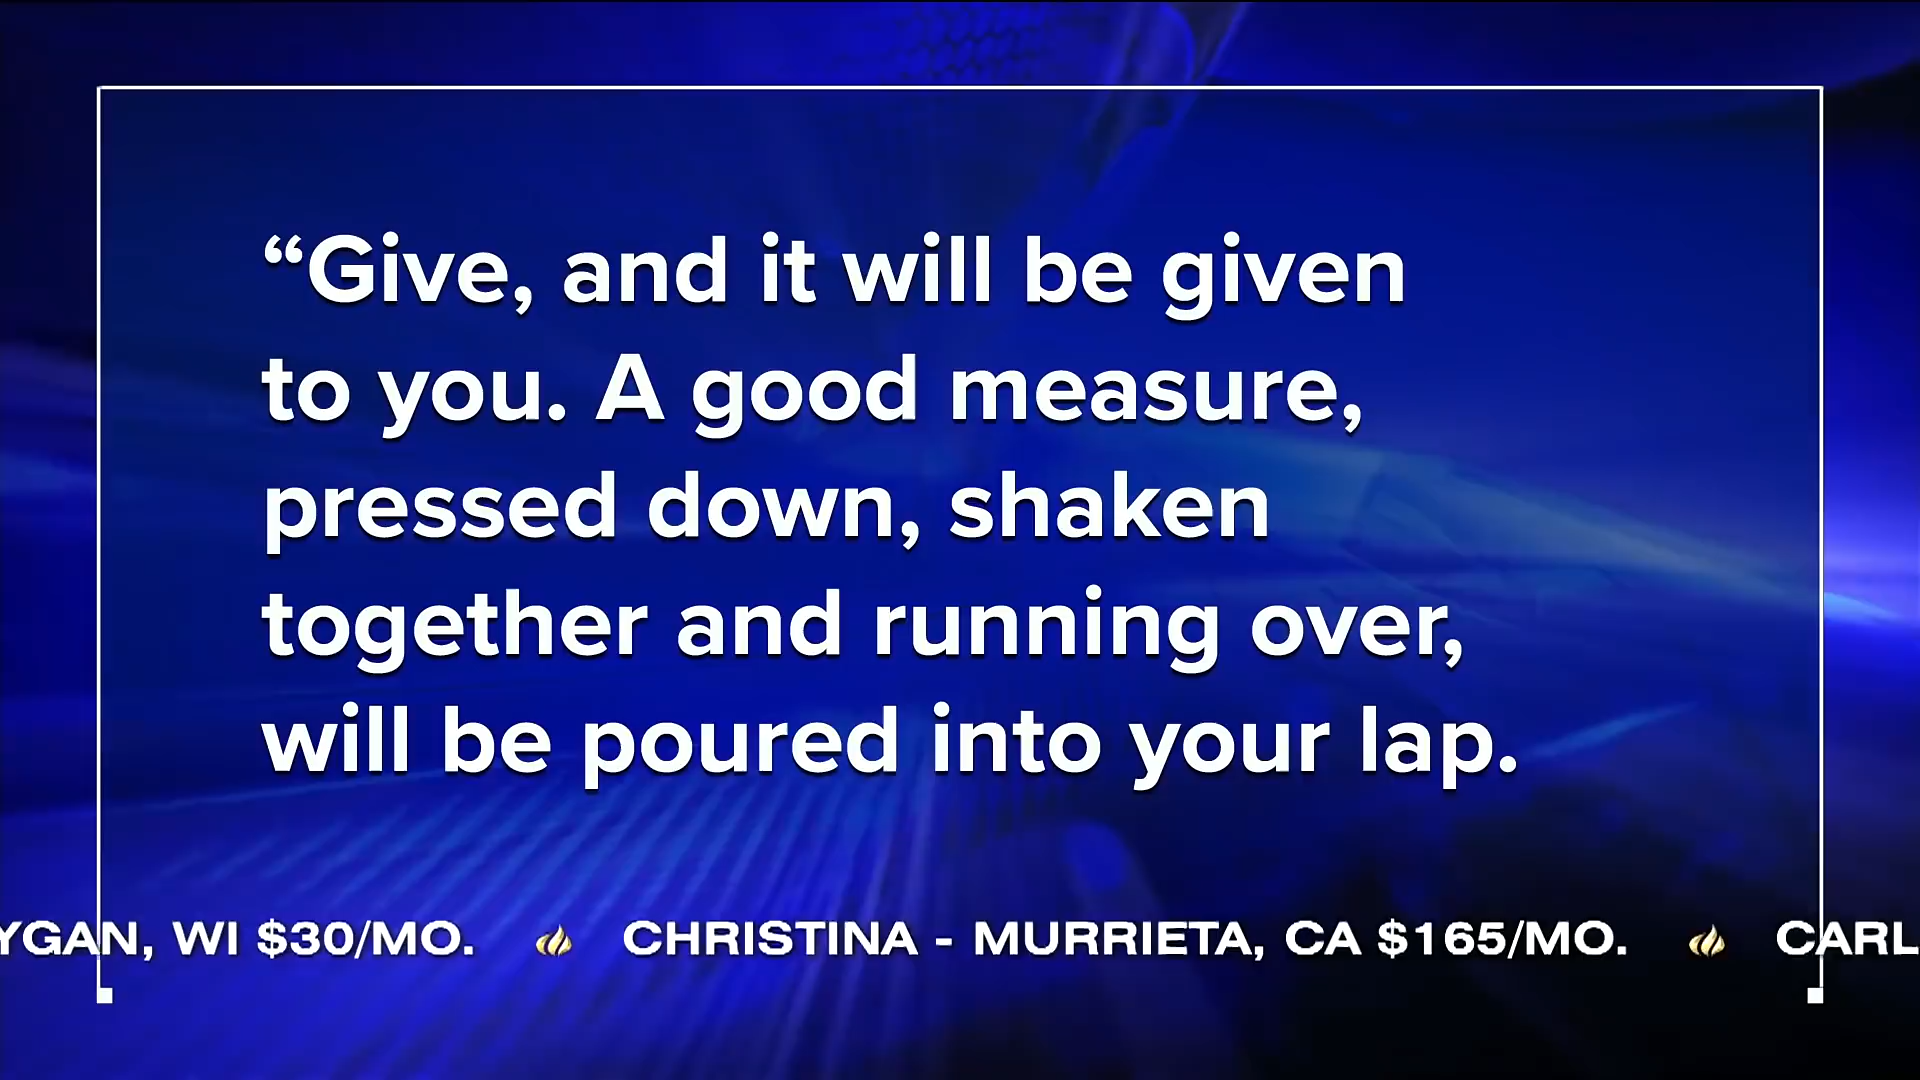 “Give, and it will be given
to you. A good measure,
pressed down, shaken
together and running over,
will be poured into your lap.
YGAN, WI $30/MO. CHRISTINA - MURRIETA, CA $165/MO. CARL